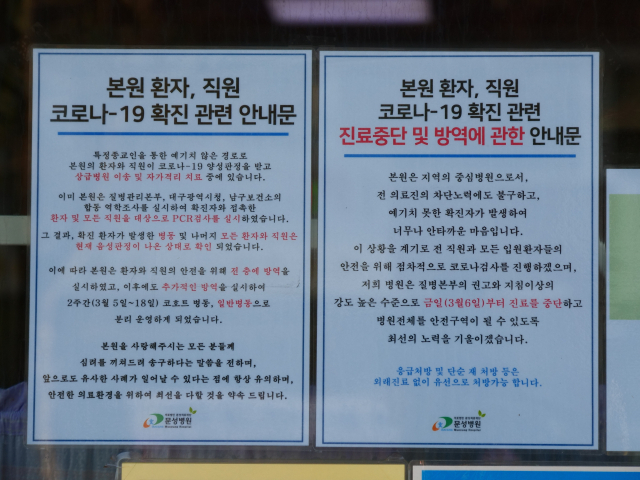 본원 환자, 직원
코로나-19 확진 관련 안내문
특정종교인을 통한 예기치 않은 경로로
본원의 환자와 직원이 코로나-19 양성판정을 받고
상급병원 이송 및 자가격리 치료 중에 있습니다.
이미 본원은 질병관리본부, 대구광역시청, 남구보건소의
합동 역학조사를 실시하여 확진자와 접촉한
환자 및 모든 직원을 대상으로 PCR검사를 실시하였습니다.
그 결과, 확진 환자가 발생한 병동 및 나머지 모든 환자와 직원은
현재 음성판정이 나온 상태로 확인 되었습니다.
이에 따라 본원은 환자와 직원의 안전을 위해 전 층에 방역을
실시하였고, 이후에도 추가적인 방역을 실시하여
2주간(3월 5일~18일) 코호트 병동, 일반병동으로
분리 운영하게 되었습니다.
본원을 사랑해주시는 모든 분들께
심려를 끼쳐드려 송구하다는 말씀을 전하며,
앞으로도 유사한 사례가 일어날 수 있다는 점에 항상 유의하며,
안전한 의료환경을 위하여 최선을 다할 것을 약속 드립니다.
문성병원
본원 환자, 직원
코로나-19 확진 관련
진료중단 및 방역에 관한 안내문
본원은 지역의 중심병원으로서,
전 의료진의 차단노력에도 불구하고,
예기치 못한 확진자가 발생하여
너무나 안타까운 마음입니다.
이 상황을 계기로 전 직원과 모든 입원환자들의
안전을 위해 점차적으로 코로나검사를 진행하겠으며,
저희 병원은 질병본부의 권고와 지침이상의
강도 높은 수준으로 금일(3월6일)부터 진료를 중단하고
병원전체를 안전구역이 될 수 있도록
최선의 노력을 기울이겠습니다.
응급처방 및 단순 재 처방 등은
외래진료 없이 유선으로 처방가능 합니다.
문성병원